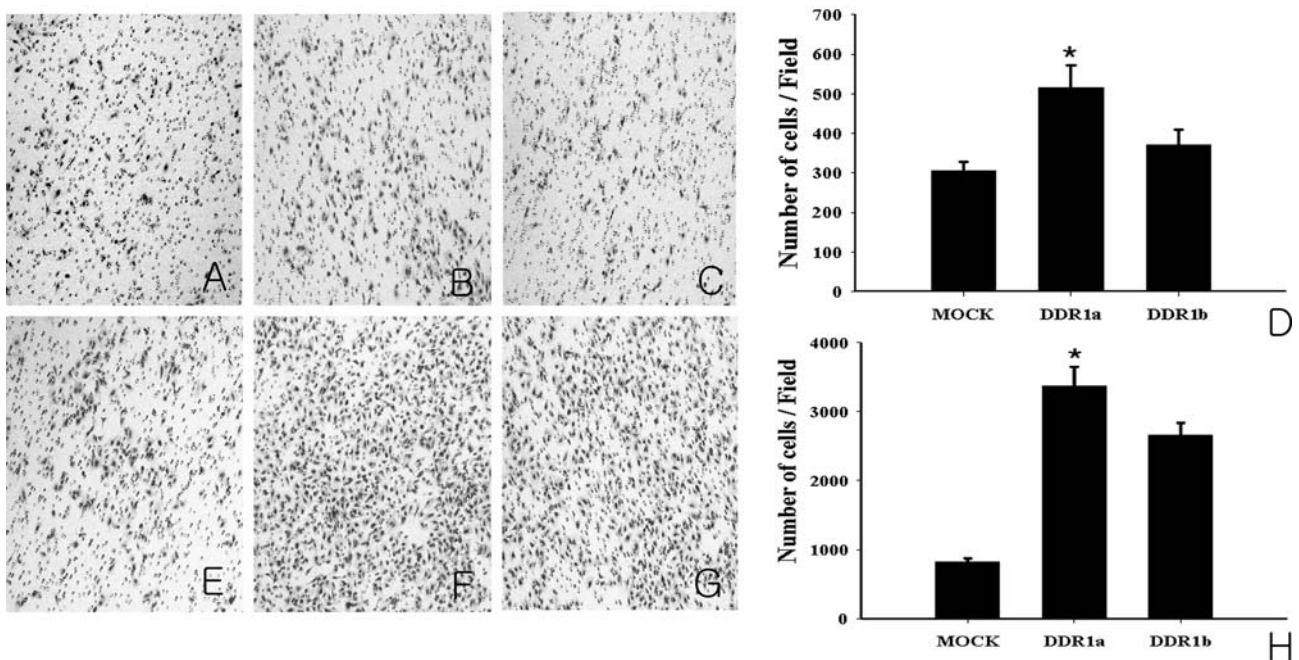 A
B
C
E
F
G
Number of cells / Field
700
600
500
400
300
200
100
0
*
MOCK DDR1a DDR1b
D
Number of cells / Field
4000
3000
2000
1000
0
*
MOCK DDR1a DDR1b
H